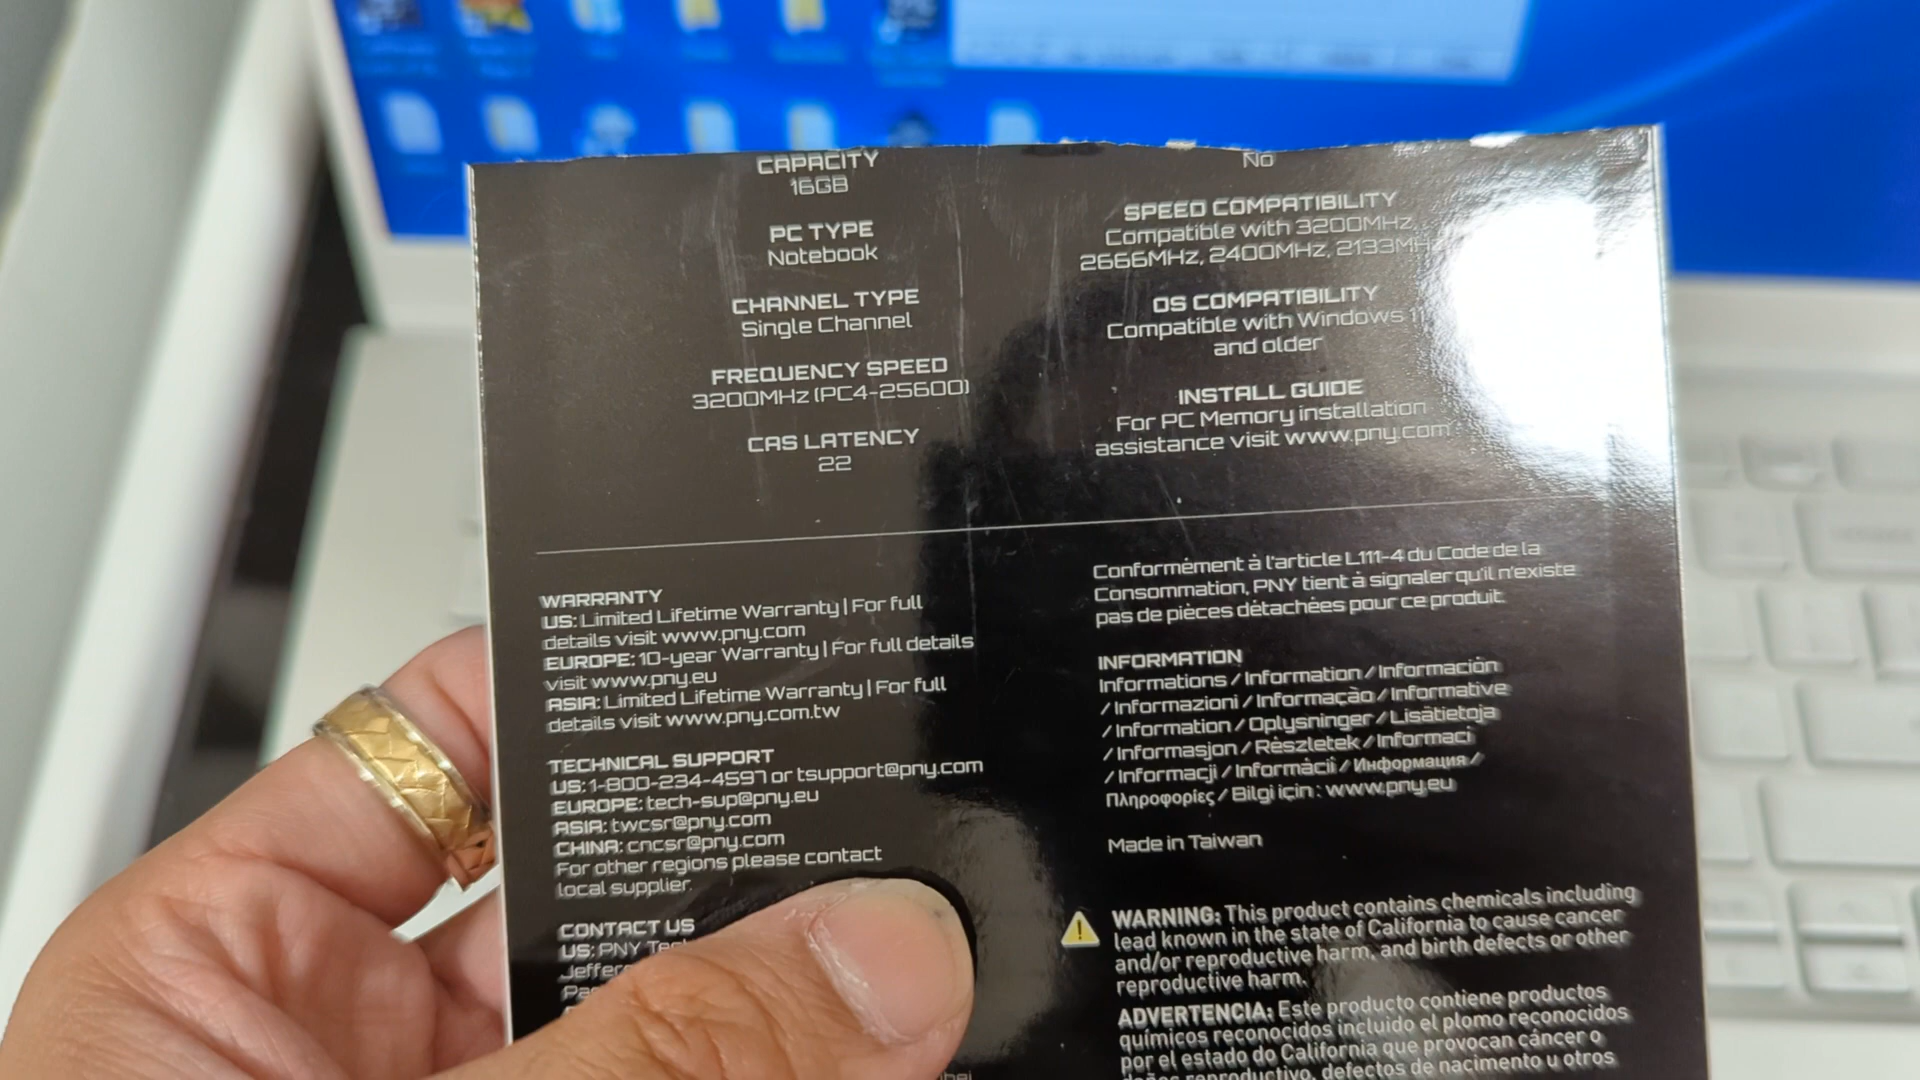 CAPACITY
16GB
PC TYPE
Notebook
CHANNEL TYPE
Single Channel
FREQUENCY SPEED
3200MHz (PC4-25600)
CAS LATENCY
22
No
SPEED COMPATIBILITY
Compatible with 3200MHz,
2666MHz, 2400MHz, 2133MH
OS COMPATIBILITY
Compatible with Windows 11
and older
INSTALL GUIDE
For PC Memory installation
assistance visit www.pny.com
WARRANTY
US: Limited Lifetime Warranty | For full
details visit www.pny.com
EUROPE: 10-year Warranty | For full details
visit www.pny.eu
ASIA: Limited Lifetime Warranty | For full
details visit www.pny.com.tw
TECHNICAL SUPPORT
US: 1-800-234-4597 or tsupport@pny.com
EUROPE: tech-sup@pny.eu
ASIA: twcsr@pny.com
CHINA: cncsr@pny.com
For other regions please contact
local supplier.
CONTACT US
US: PNY Tec
Jeffer
Pa
Conformément à l'article L111-4 du Code de la
Consommation, PNY tient à signaler qu'il n'existe
pas de pièces détachées pour ce produit
INFORMATION
Informations / Information / Información
/ Informazioni / Informação / Informative
/ Information / Oplysninger / Lisätietoja
/ Informasjon / Részletek / Informaci
/ Informacji / Informácií / Информация /
Πληροφορίες / Bilgi için : www.pny.eu
Made in Taiwan
WARNING: This product contains chemicals including
lead known in the state of California to cause cancer
and/or reproductive harm, and birth defects or other
reproductive harm.
ADVERTENCIA: Este producto contiene productos
químicos reconocidos incluido el plomo reconocidos
por el estado do California que provocan cáncer o
reproductivo, defectos de nacimento u otros